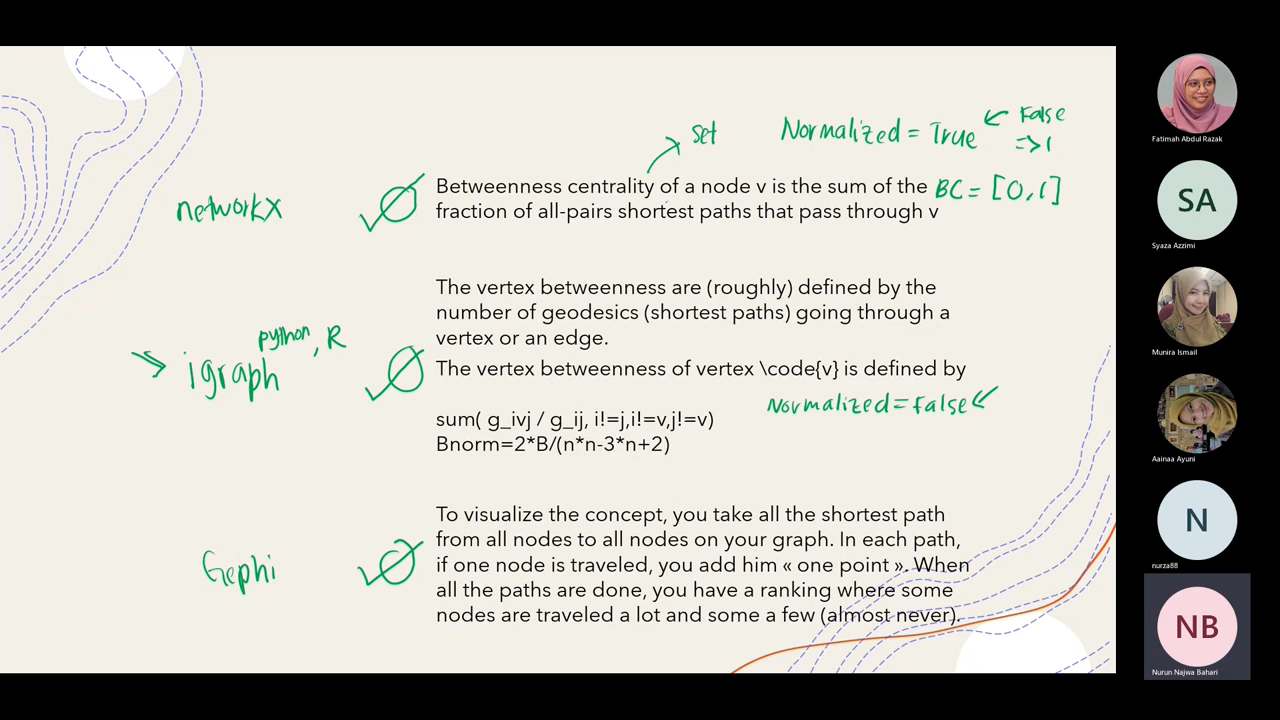 set
Normalized = True ← False
=> 1
networkX
Betweenness centrality of a node v is the sum of the BC = [0,1]
fraction of all-pairs shortest paths that pass through v
The vertex betweenness are (roughly) defined by the
number of geodesics (shortest paths) going through a
vertex or an edge.
python, R
igraph
The vertex betweenness of vertex \code{v} is defined by
Normalized = False
sum( g_ivj / g_ij, i!=j,i!=v,j!=v)
Bnorm=2*B/(n*n-3*n+2)
Gephi
To visualize the concept, you take all the shortest path
from all nodes to all nodes on your graph. In each path,
if one node is traveled, you add him « one point ». When
all the paths are done, you have a ranking where some
nodes are traveled a lot and some a few (almost never).
Fatimah Abdul Razak
SA
Syaza Azzimi
Munira Ismail
Aainaa Ayuni
N
nurza88
NB
Nurun Najwa Bahari